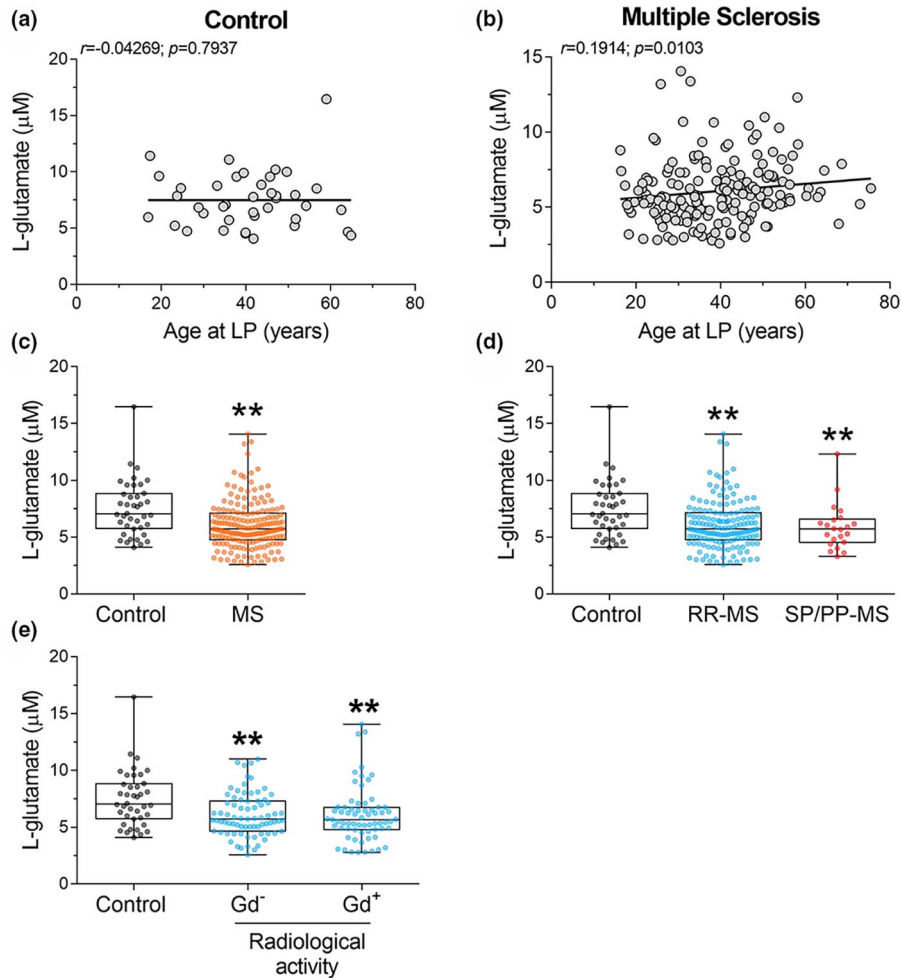 (a)
Control
r=-0.04269; p=0.7937
20
15
10
5
0
L-glutamate (μM)
0 20 40 60 80
Age at LP (years)
(b)
Multiple Sclerosis
r=0.1914; p=0.0103
15
10
5
0
L-glutamate (μM)
0 20 40 60 80
Age at LP (years)
(c)
20
15
10
5
0
L-glutamate (μM)
**
Control MS
(d)
20
15
10
5
0
L-glutamate (μM)
** **
Control RR-MS SP/PP-MS
(e)
20
15
10
5
0
L-glutamate (μM)
** **
Control Gd⁻ Gd⁺
Radiological
activity